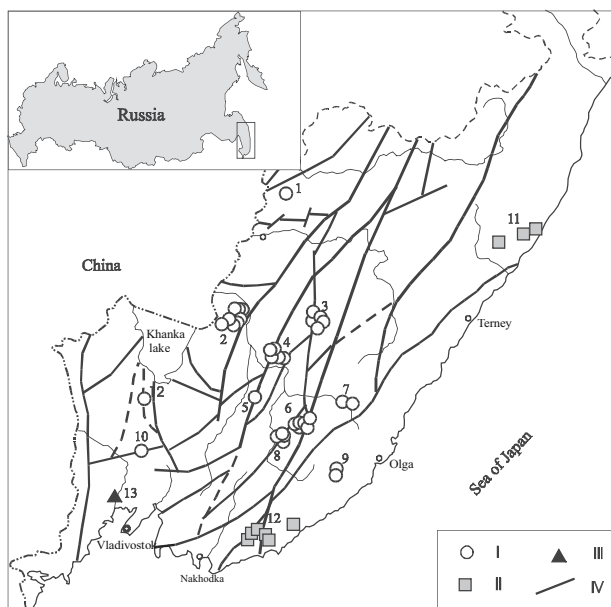 Russia
1
11
China
3
2
Khanka
lake
Terney
4
2
5
7
6
10
8
9
Olga
Sea of Japan
13
12
Vladivostok
Nakhodka
I
III
II
IV